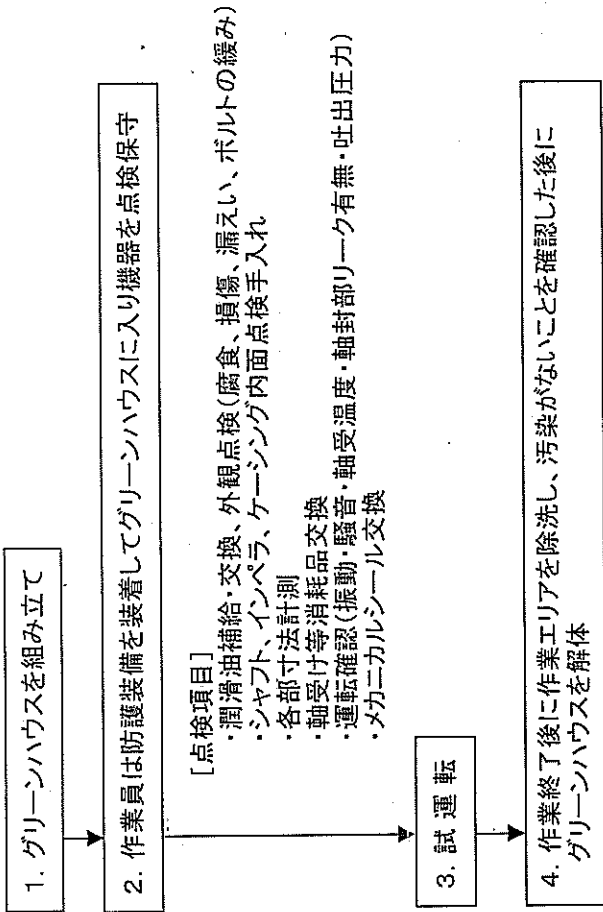 1. グリーンハウスを組み立て
2. 作業員は防護装備を装着してグリーンハウスに入り機器を点検保守
[点検項目]
・潤滑油補給・交換、外観点検(腐食、損傷、漏えい、ボルトの緩み)
・シャフト、インペラ、ケーシング内面点検手入れ
・各部寸法計測
・軸受け等消耗品交換
・運転確認(振動・騒音・軸受温度・軸封部リーク有無・吐出圧力)
・メカニカルシール交換
3. 試運転
4. 作業終了後に作業エリアを除洗し、汚染がないことを確認した後に
グリーンハウスを解体